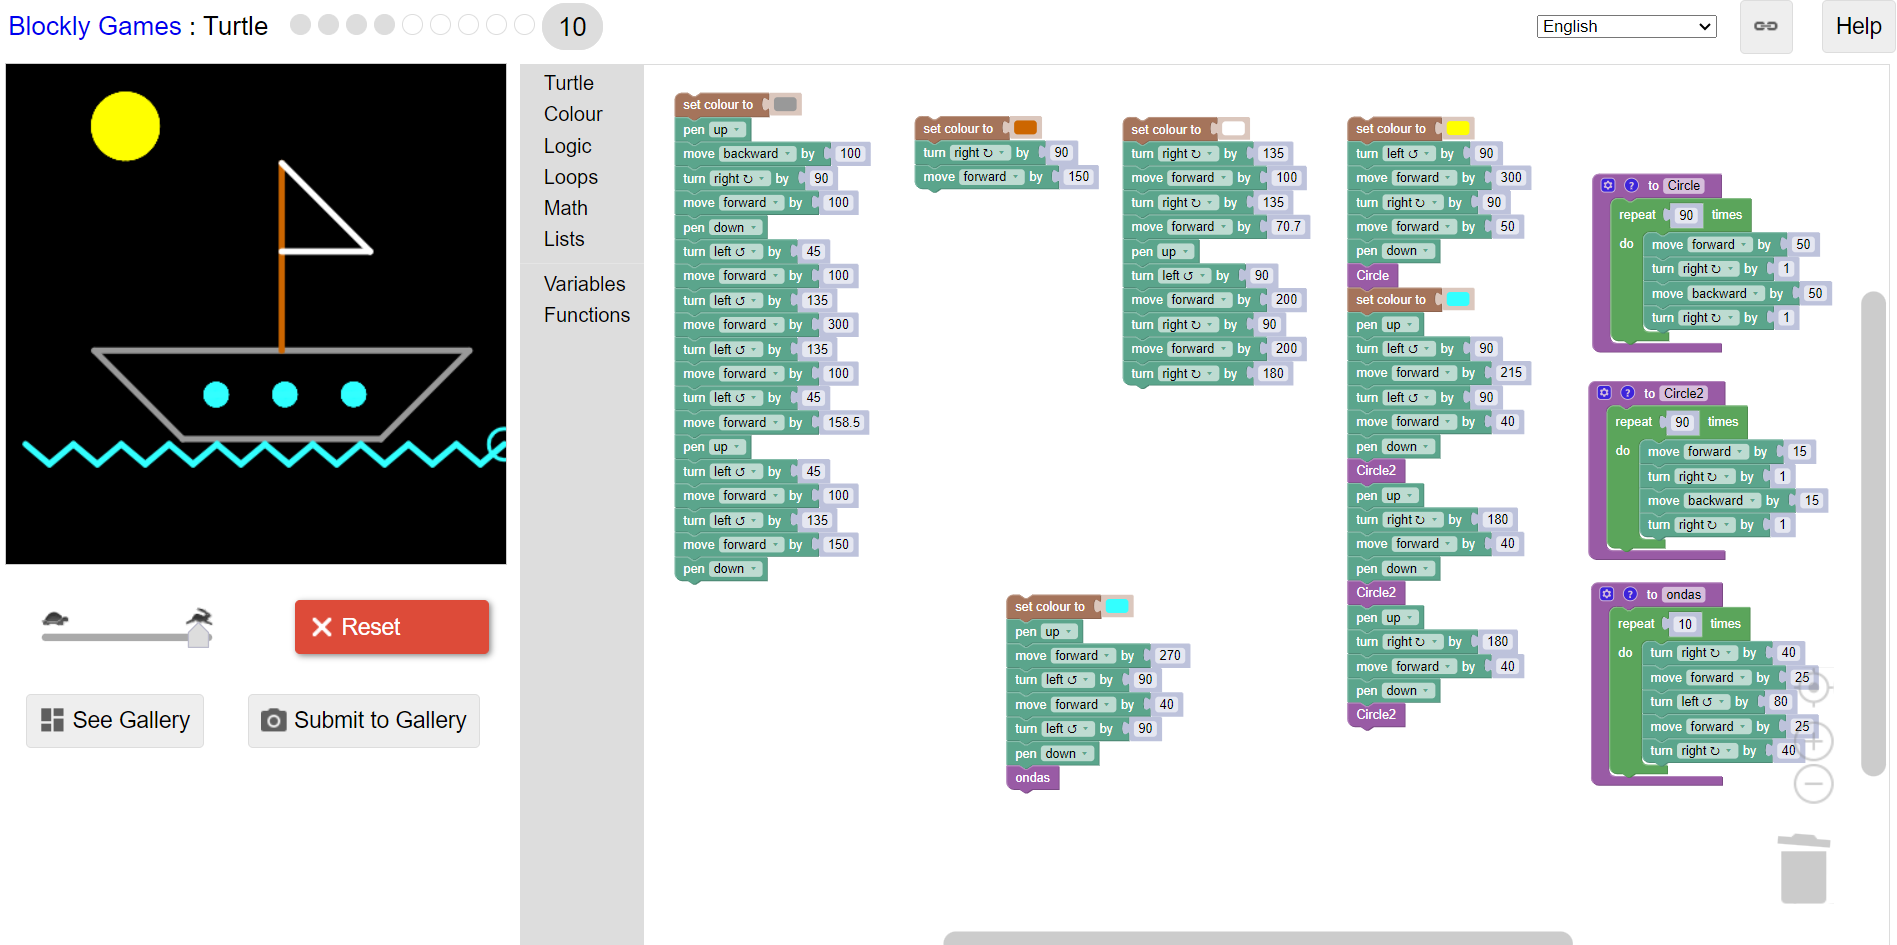 Blockly Games : Turtle
10
English
Help
Turtle
Colour
Logic
Loops
Math
Lists
Variables
Functions
set colour to
pen up
move backward by 100
turn right ↻ by 90
move forward by 100
pen down
turn left ↺ by 45
move forward by 100
turn left ↺ by 135
move forward by 300
turn left ↺ by 135
move forward by 100
turn left ↺ by 45
move forward by 158.5
pen up
turn left ↺ by 45
move forward by 100
turn left ↺ by 135
move forward by 150
pen down
set colour to
turn right ↻ by 90
move forward by 150
set colour to
turn right ↻ by 135
move forward by 100
turn right ↻ by 135
move forward by 70.7
pen up
turn left ↺ by 90
move forward by 200
turn right ↻ by 90
move forward by 200
turn right ↻ by 180
set colour to
pen up
move forward by 270
turn left ↺ by 90
move forward by 40
turn left ↺ by 90
pen down
ondas
set colour to
turn left ↺ by 90
move forward by 300
turn right ↻ by 90
move forward by 50
pen down
Circle
set colour to
pen up
turn left ↺ by 90
move forward by 215
turn left ↺ by 90
move forward by 40
pen down
Circle2
pen up
turn right ↻ by 180
move forward by 40
pen down
Circle2
pen up
turn right ↻ by 180
move forward by 40
pen down
Circle2
? to Circle
repeat 90 times
do move forward by 50
turn right ↻ by 1
move backward by 50
turn right ↻ by 1
? to Circle2
repeat 90 times
do move forward by 15
turn right ↻ by 1
move backward by 15
turn right ↻ by 1
? to ondas
repeat 10 times
do turn right ↻ by 40
move forward by 25
turn left ↺ by 80
move forward by 25
turn right ↻ by 40
Reset
See Gallery
Submit to Gallery